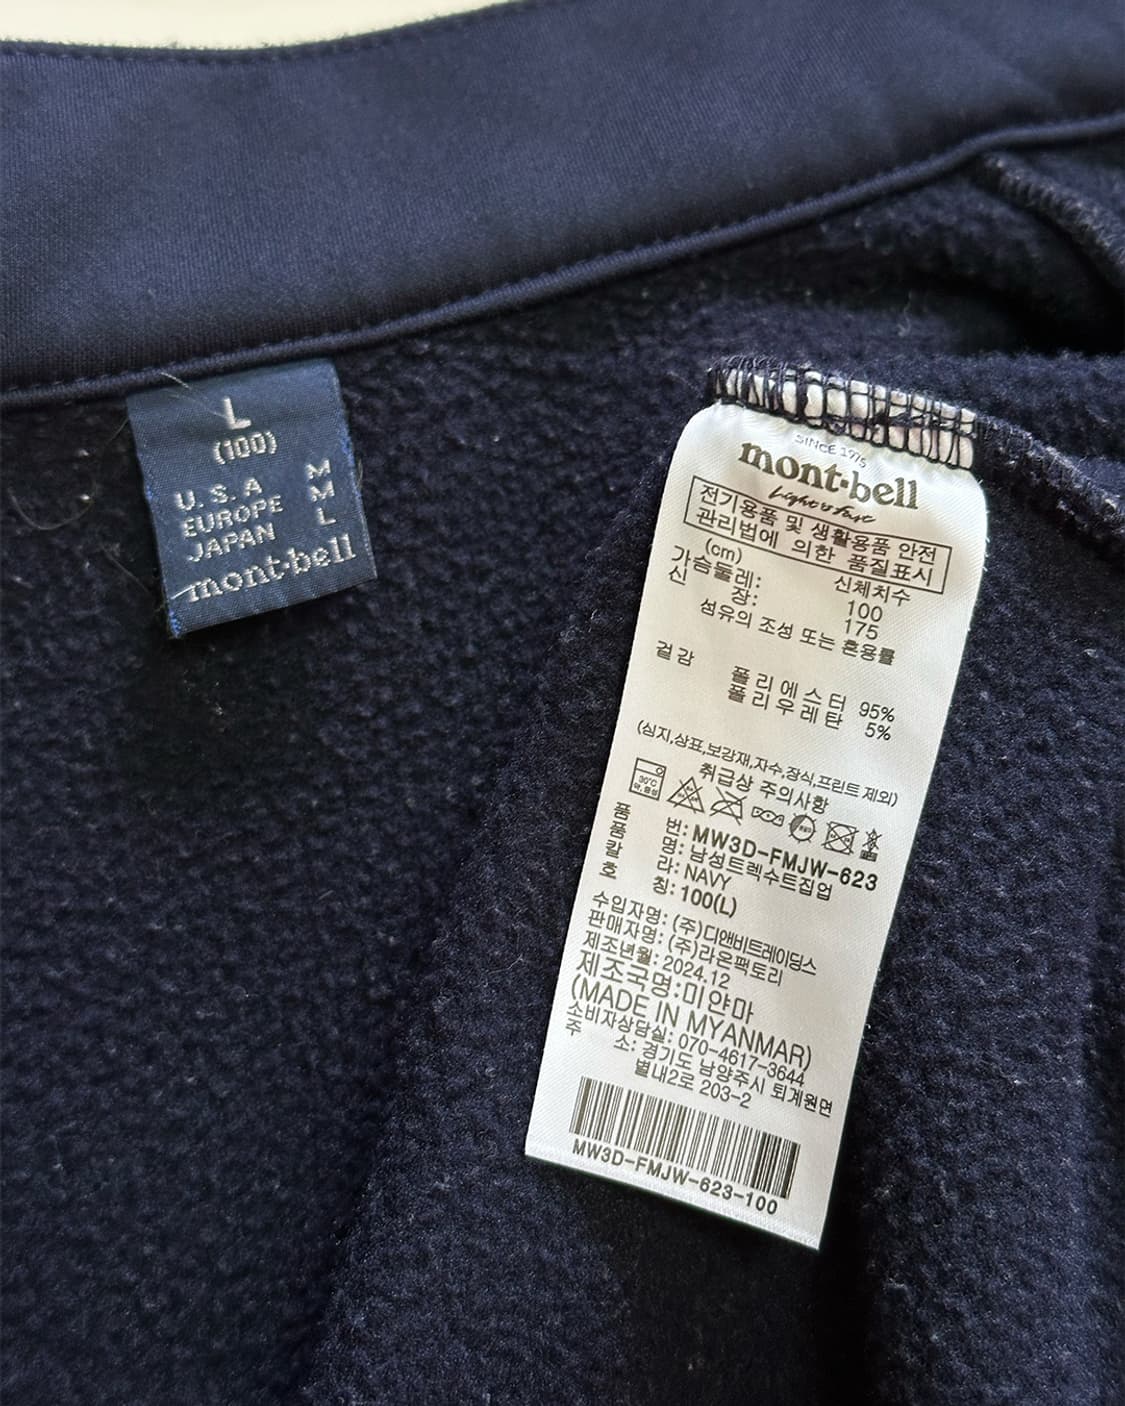 L
(100)
U.S.A M
EUROPE M
JAPAN L
mont-bell
SINCE 1975
mont-bell
Light & Fast
전기용품 및 생활용품 안전
관리법에 의한 품질표시
(cm) 신체치수
가슴둘레: 100
신 장: 175
섬유의 조성 또는 혼용률
겉감 폴리에스터 95%
폴리우레탄 5%
(심지,상표,보강재,자수,장식,프린트 제외)
취급상 주의사항
30°C
품 번: MW3D-FMJW-623
품 명: 남성트렉수트집업
칼 라: NAVY
호 칭: 100(L)
수입자명: (주)디앤비트레이딩스
판매자명: (주)라온팩토리
제조년월: 2024.12
제조국명:미얀마
(MADE IN MYANMAR)
소비자상담실: 070-4617-3644
주 소: 경기도 남양주시 퇴계원면
별내2로 203-2
MW3D-FMJW-623-100